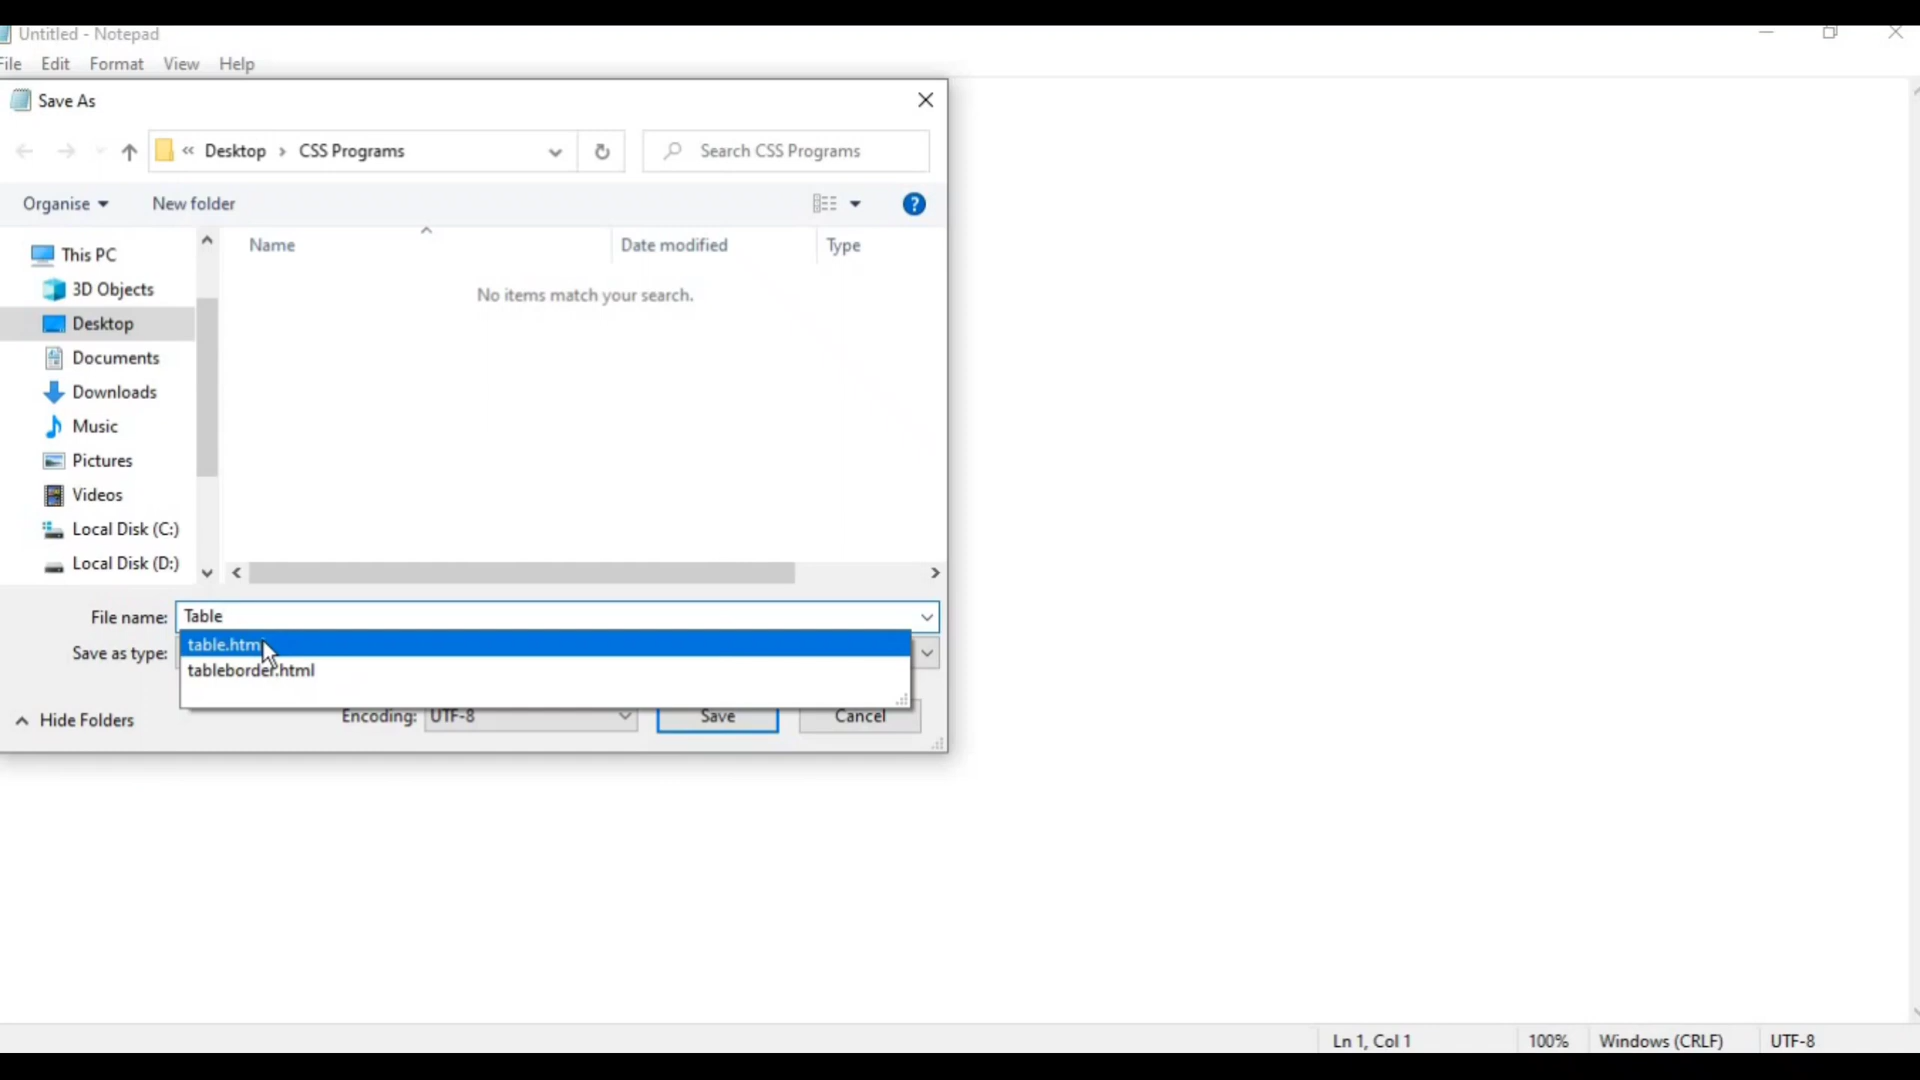 Untitled - Notepad
File Edit Format View Help
Save As
« Desktop › CSS Programs
Search CSS Programs
Organise
New folder
This PC
3D Objects
Desktop
Documents
Downloads
Music
Pictures
Videos
Local Disk (C:)
Local Disk (D:)
Name Date modified Type
No items match your search.
File name: Table
table.html
Save as type:
tableborder.html
Hide Folders
Encoding: UTF-8
Save
Cancel
Ln 1, Col 1 100% Windows (CRLF) UTF-8